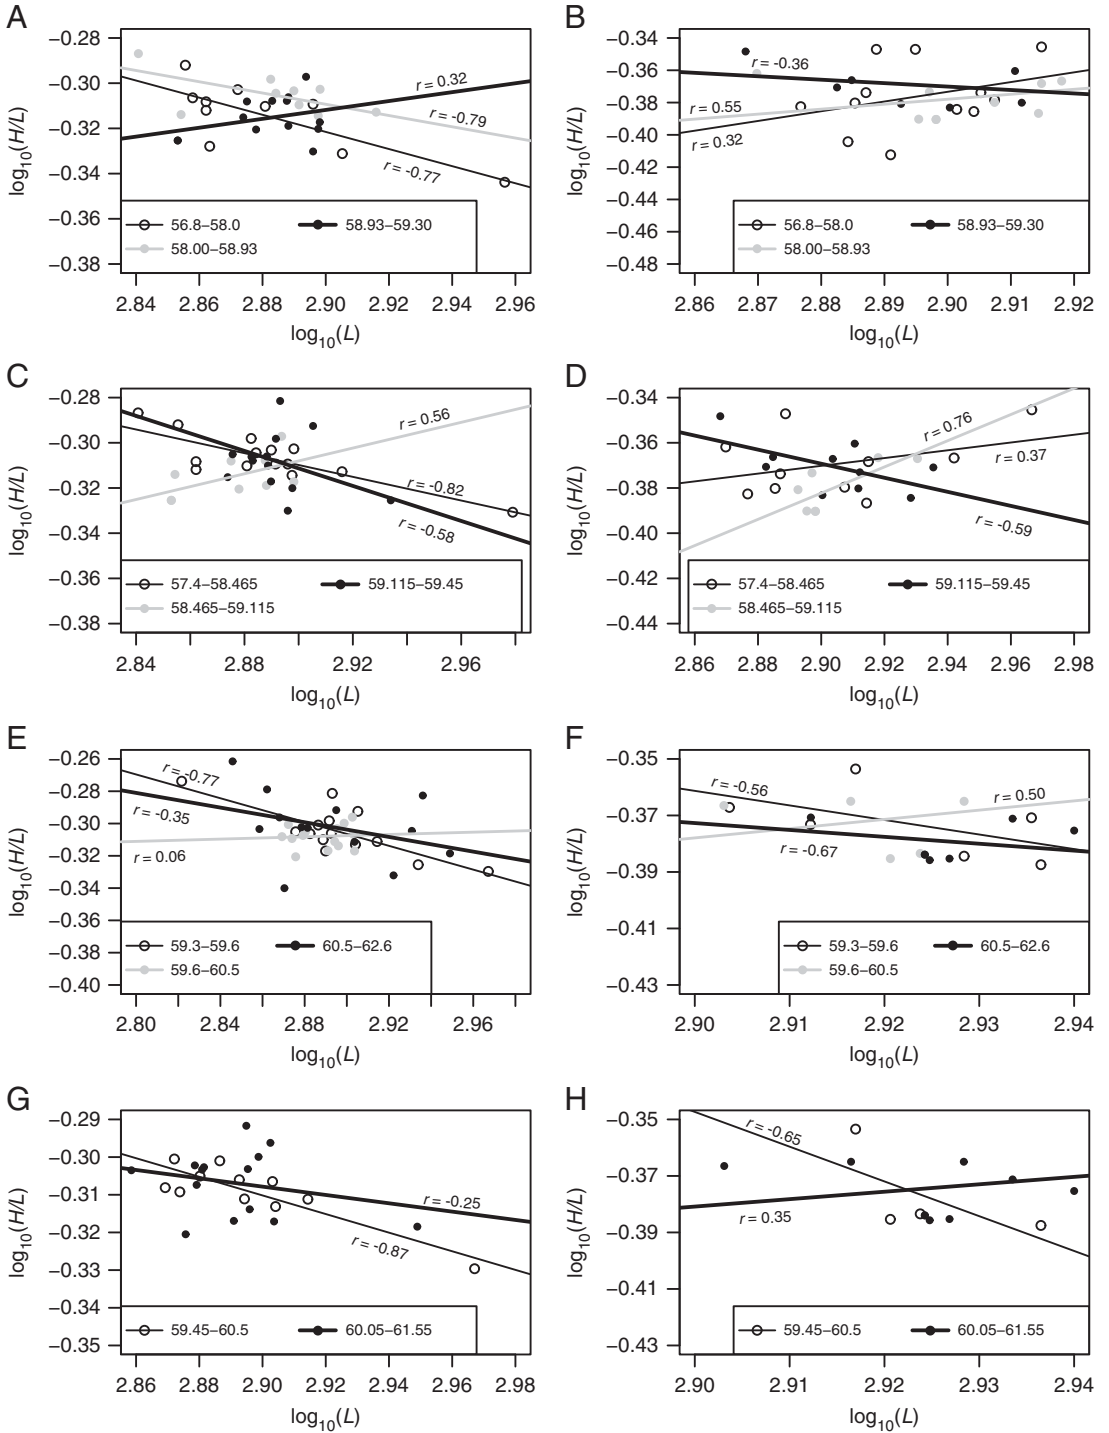 A
−0.28
−0.30
−0.32
−0.34
−0.36
−0.38
log10(H/L)
r = 0.32
r = -0.79
r = -0.77
56.8−58.0
58.93−59.30
58.00−58.93
2.84 2.86 2.88 2.90 2.92 2.94 2.96
log10(L)
B
−0.34
−0.36
−0.38
−0.40
−0.42
−0.44
−0.46
−0.48
log10(H/L)
r = -0.36
r = 0.55
r = 0.32
56.8−58.0
58.93−59.30
58.00−58.93
2.86 2.87 2.88 2.89 2.90 2.91 2.92
log10(L)
C
−0.28
−0.30
−0.32
−0.34
−0.36
−0.38
log10(H/L)
r = 0.56
r = -0.82
r = -0.58
57.4−58.465
59.115−59.45
58.465−59.115
2.84 2.88 2.92 2.96
log10(L)
D
−0.34
−0.36
−0.38
−0.40
−0.42
−0.44
log10(H/L)
r = 0.76
r = 0.37
r = -0.59
57.4−58.465
59.115−59.45
58.465−59.115
2.86 2.88 2.90 2.92 2.94 2.96 2.98
log10(L)
E
−0.26
−0.28
−0.30
−0.32
−0.34
−0.36
−0.38
−0.40
log10(H/L)
r = -0.77
r = -0.35
r = 0.06
59.3−59.6
60.5−62.6
59.6−60.5
2.80 2.84 2.88 2.92 2.96
log10(L)
F
−0.35
−0.37
−0.39
−0.41
−0.43
log10(H/L)
r = -0.56
r = 0.50
r = -0.67
59.3−59.6
60.5−62.6
59.6−60.5
2.90 2.91 2.92 2.93 2.94
log10(L)
G
−0.29
−0.30
−0.31
−0.32
−0.33
−0.34
−0.35
log10(H/L)
r = -0.25
r = -0.87
59.45−60.5
60.05−61.55
2.86 2.88 2.90 2.92 2.94 2.96 2.98
log10(L)
H
−0.35
−0.37
−0.39
−0.41
−0.43
log10(H/L)
r = -0.65
r = 0.35
59.45−60.5
60.05−61.55
2.90 2.91 2.92 2.93 2.94
log10(L)